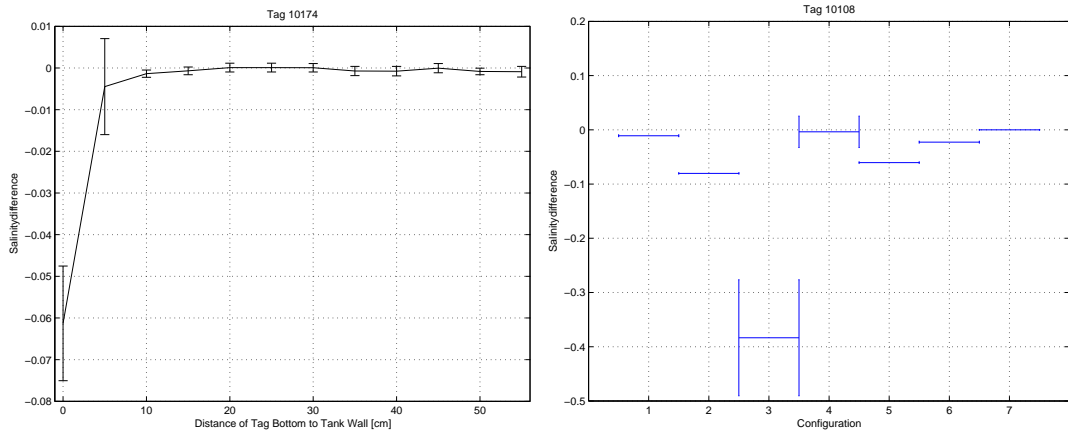 Tag 10174
0.01
0
−0.01
−0.02
−0.03
−0.04
−0.05
−0.06
−0.07
−0.08
Salinitydifference
0 10 20 30 40 50
Distance of Tag Bottom to Tank Wall [cm]
Tag 10108
0.2
0.1
0
−0.1
−0.2
−0.3
−0.4
−0.5
Salinitydifference
1 2 3 4 5 6 7
Configuration